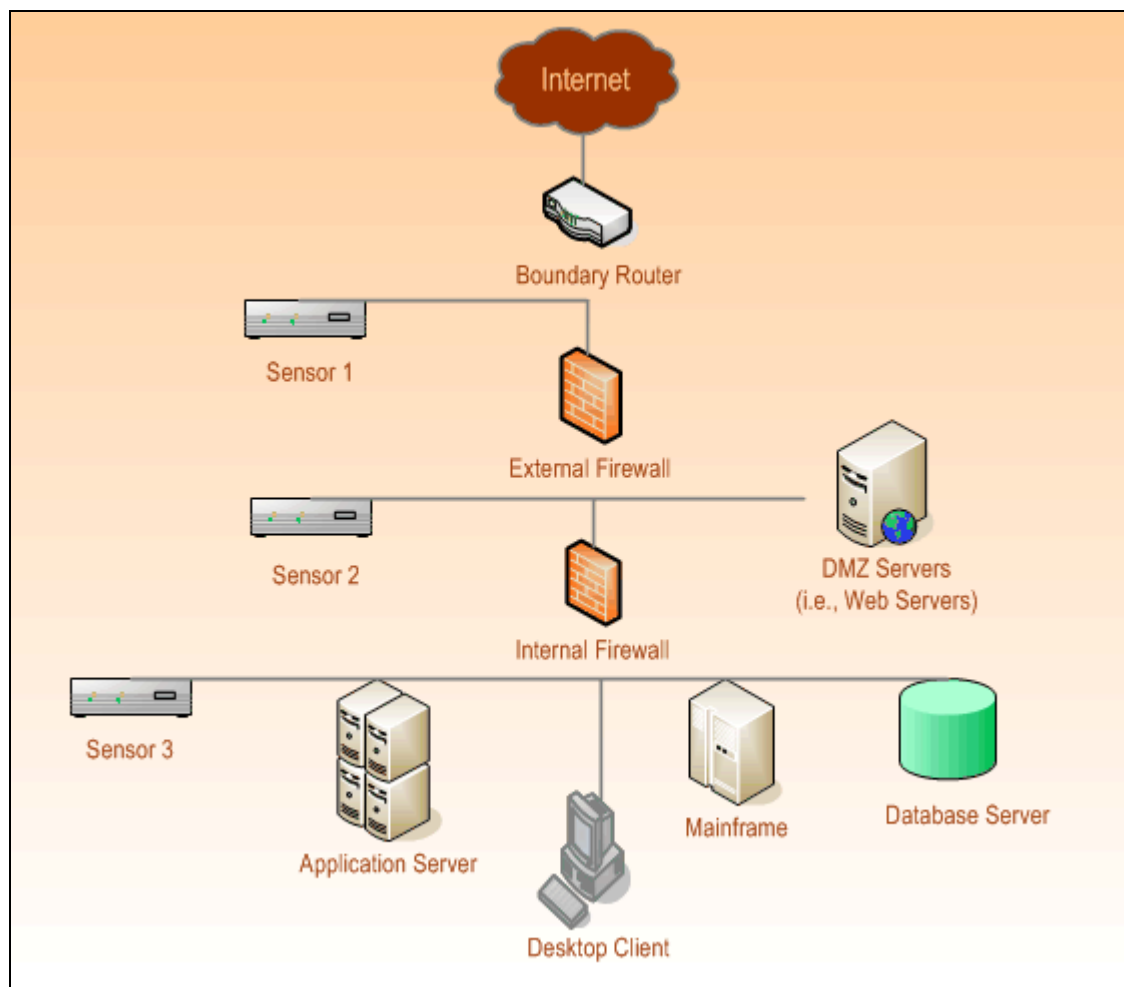 Internet
Boundary Router
Sensor 1
External Firewall
Sensor 2
DMZ Servers
(i.e., Web Servers)
Internal Firewall
Sensor 3
Application Server
Mainframe
Database Server
Desktop Client